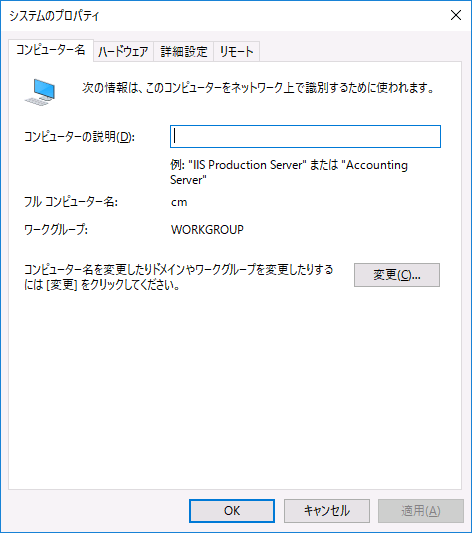 システムのプロパティ
コンピューター名 ハードウェア 詳細設定 リモート
次の情報は、このコンピューターをネットワーク上で識別するために使われます。
コンピューターの説明(D):
例: "IIS Production Server" または "Accounting
Server"
フル コンピューター名: cm
ワークグループ: WORKGROUP
コンピューター名を変更したりドメインやワークグループを変更したりする
には [変更] をクリックしてください。
変更(C)...
OK キャンセル 適用(A)